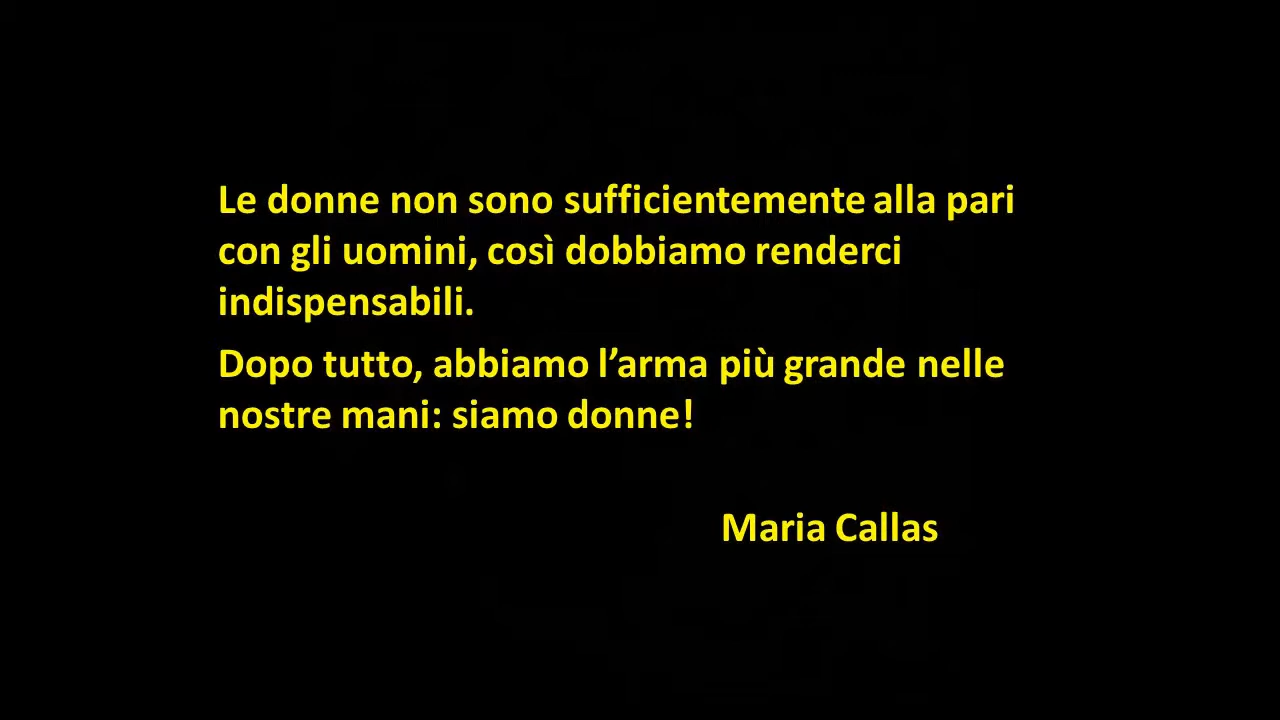 Le donne non sono sufficientemente alla pari
con gli uomini, così dobbiamo renderci
indispensabili.
Dopo tutto, abbiamo l’arma più grande nelle
nostre mani: siamo donne!
Maria Callas